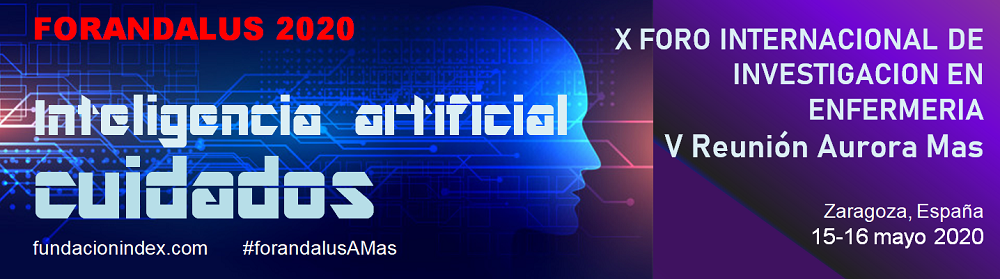 FORANDALUS 2020
Inteligencia artificial
cuidados
fundacionindex.com #forandalusAMas
X FORO INTERNACIONAL DE
INVESTIGACION EN
ENFERMERIA
V Reunión Aurora Mas
Zaragoza, España
15-16 mayo 2020